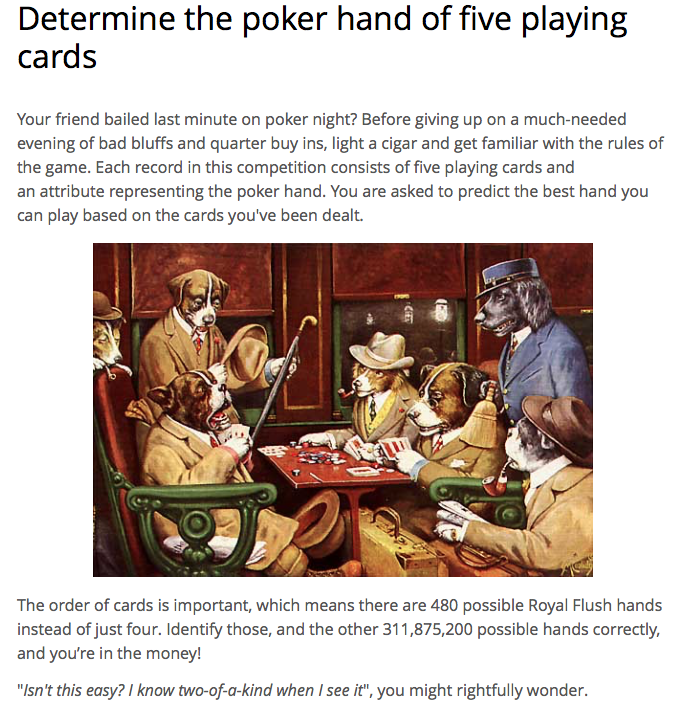 Determine the poker hand of five playing
cards
Your friend bailed last minute on poker night? Before giving up on a much-needed
evening of bad bluffs and quarter buy ins, light a cigar and get familiar with the rules of
the game. Each record in this competition consists of five playing cards and
an attribute representing the poker hand. You are asked to predict the best hand you
can play based on the cards you've been dealt.
The order of cards is important, which means there are 480 possible Royal Flush hands
instead of just four. Identify those, and the other 311,875,200 possible hands correctly,
and you’re in the money!
"Isn't this easy? I know two-of-a-kind when I see it", you might rightfully wonder.